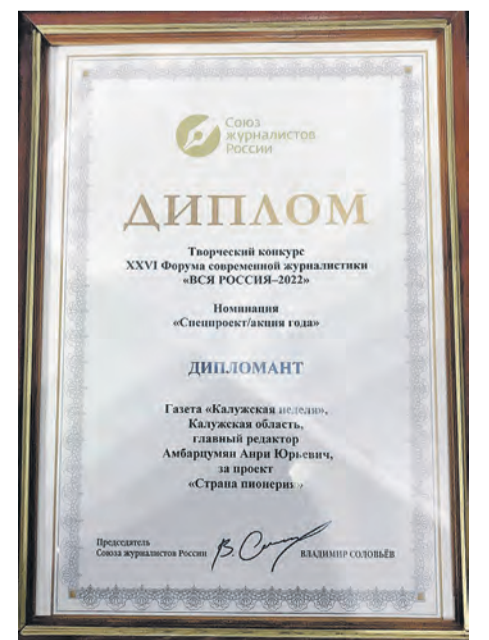 Союз
журналистов
России
ДИПЛОМ
Творческий конкурс
XXVI Форума современной журналистики
«ВСЯ РОССИЯ–2022»
Номинация
«Спецпроект/акция года»
ДИПЛОМАНТ
Газета «Калужская неделя»,
Калужская область,
главный редактор
Амбарцумян Анри Юрьевич,
за проект
«Страна пионерия»
Председатель
Союза журналистов России
ВЛАДИМИР СОЛОВЬЁВ